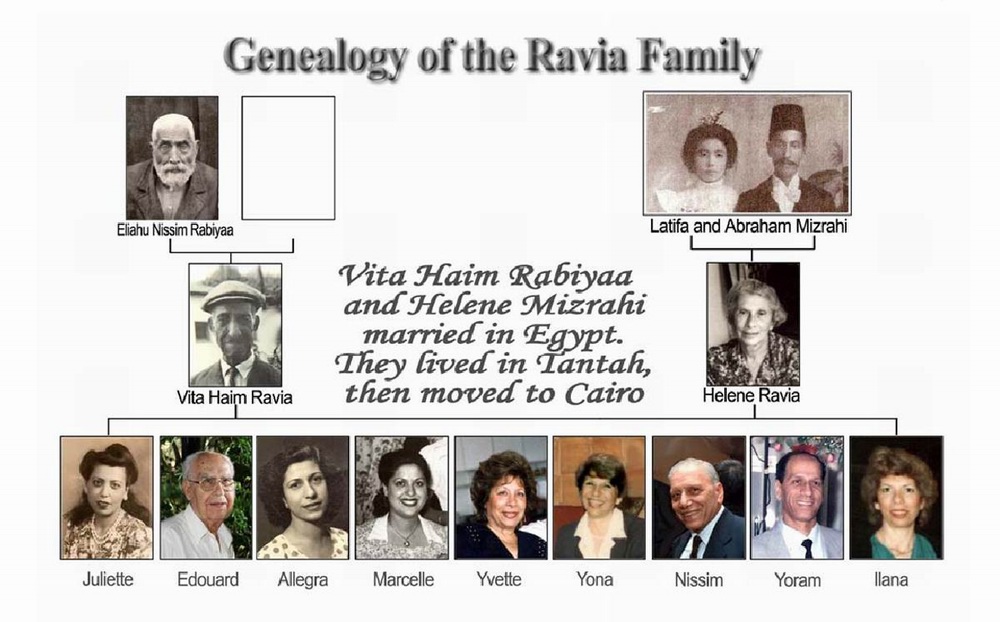 Genealogy of the Ravia Family
Eliahu Nissim Rabiyaa
Latifa and Abraham Mizrahi
Vita Haim Rabiyaa
and Helene Mizrahi
married in Egypt.
They lived in Tantah,
then moved to Cairo
Vita Haim Ravia
Helene Ravia
Juliette
Edouard
Allegra
Marcelle
Yvette
Yona
Nissim
Yoram
Ilana